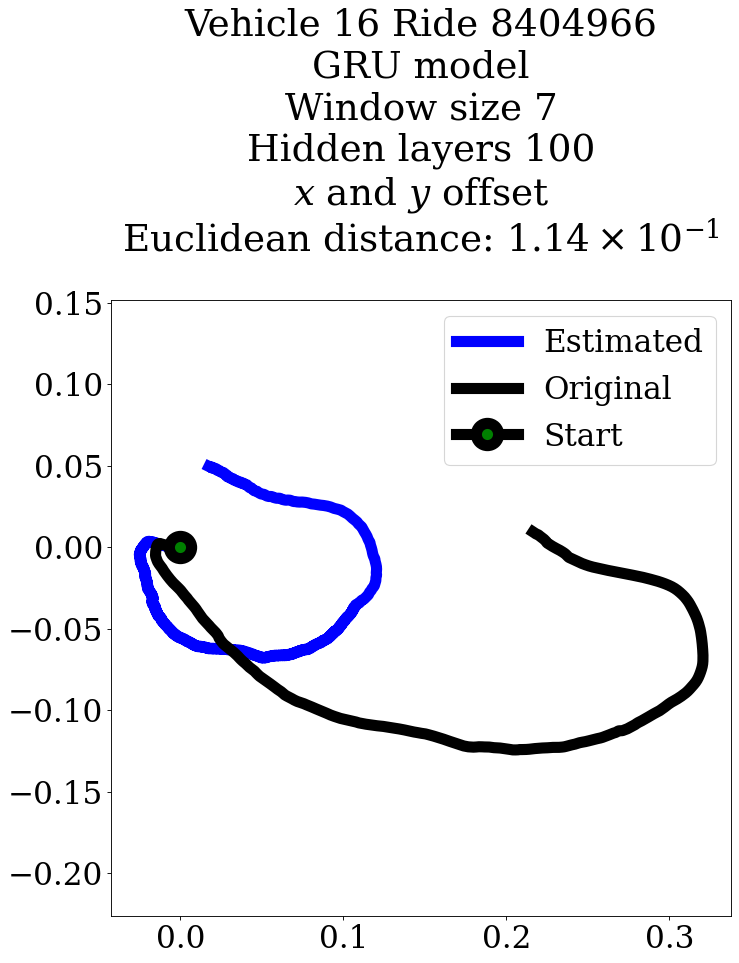 Vehicle 16 Ride 8404966
GRU model
Window size 7
Hidden layers 100
x and y offset
Euclidean distance: 1.14 × 10⁻¹
Estimated
Original
Start
0.15
0.10
0.05
0.00
−0.05
−0.10
−0.15
−0.20
0.0 0.1 0.2 0.3